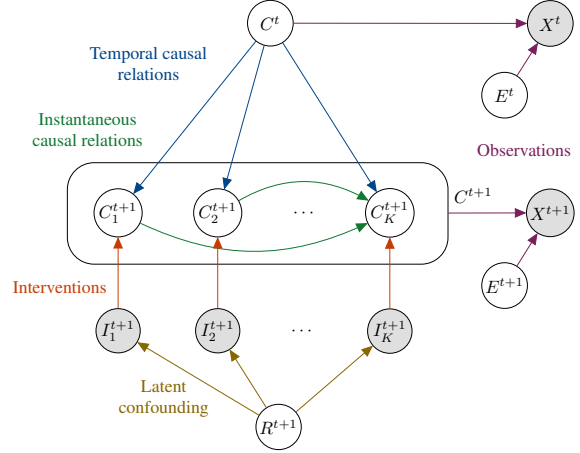 C^t
X^t
Temporal causal
relations
E^t
Instantaneous
causal relations
Observations
C_1^{t+1}
C_2^{t+1}
...
C_K^{t+1}
C^{t+1}
X^{t+1}
Interventions
E^{t+1}
I_1^{t+1}
I_2^{t+1}
...
I_K^{t+1}
Latent
confounding
R^{t+1}